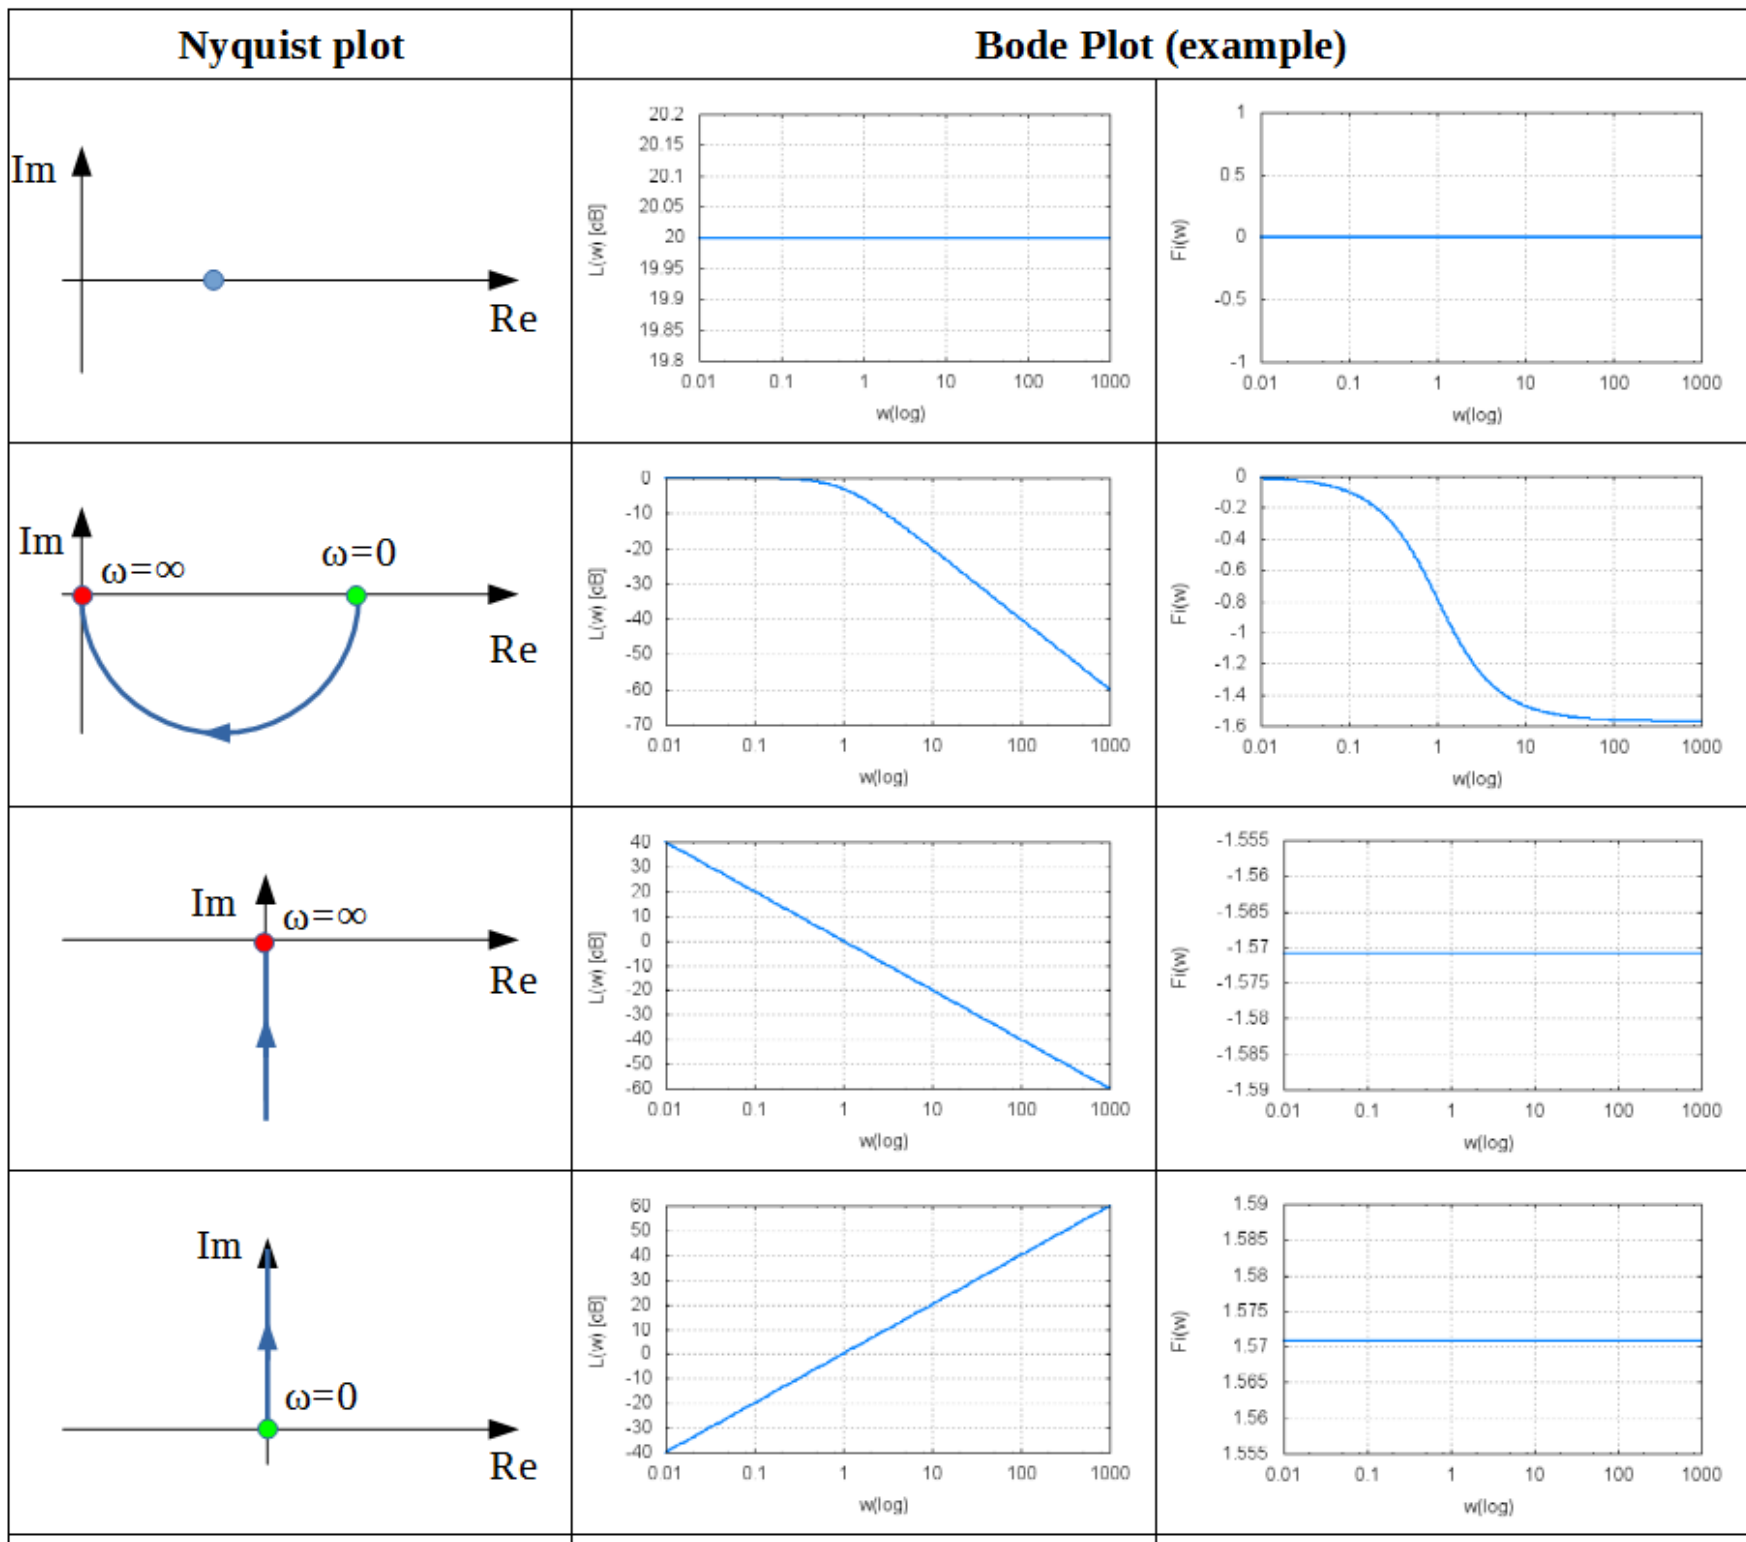 Nyquist plot
Bode Plot (example)
Im
Re
20.2
20.15
20.1
20.05
20
19.95
19.9
19.85
19.8
L(w) [dB]
0.01 0.1 1 10 100 1000
w(log)
1
0.5
0
-0.5
-1
Fi(w)
0.01 0.1 1 10 100 1000
w(log)
Im
ω=∞
ω=0
Re
0
-10
-20
-30
-40
-50
-60
-70
L(w) [dB]
0.01 0.1 1 10 100 1000
w(log)
0
-0.2
-0.4
-0.6
-0.8
-1
-1.2
-1.4
-1.6
Fi(w)
0.01 0.1 1 10 100 1000
w(log)
Im
ω=∞
Re
40
30
20
10
0
-10
-20
-30
-40
-50
-60
L(w) [dB]
0.01 0.1 1 10 100 1000
w(log)
-1.555
-1.56
-1.565
-1.57
-1.575
-1.58
-1.585
-1.59
Fi(w)
0.01 0.1 1 10 100 1000
w(log)
Im
ω=0
Re
60
50
40
30
20
10
0
-10
-20
-30
-40
L(w) [dB]
0.01 0.1 1 10 100 1000
w(log)
1.59
1.585
1.58
1.575
1.57
1.565
1.56
1.555
Fi(w)
0.01 0.1 1 10 100 1000
w(log)